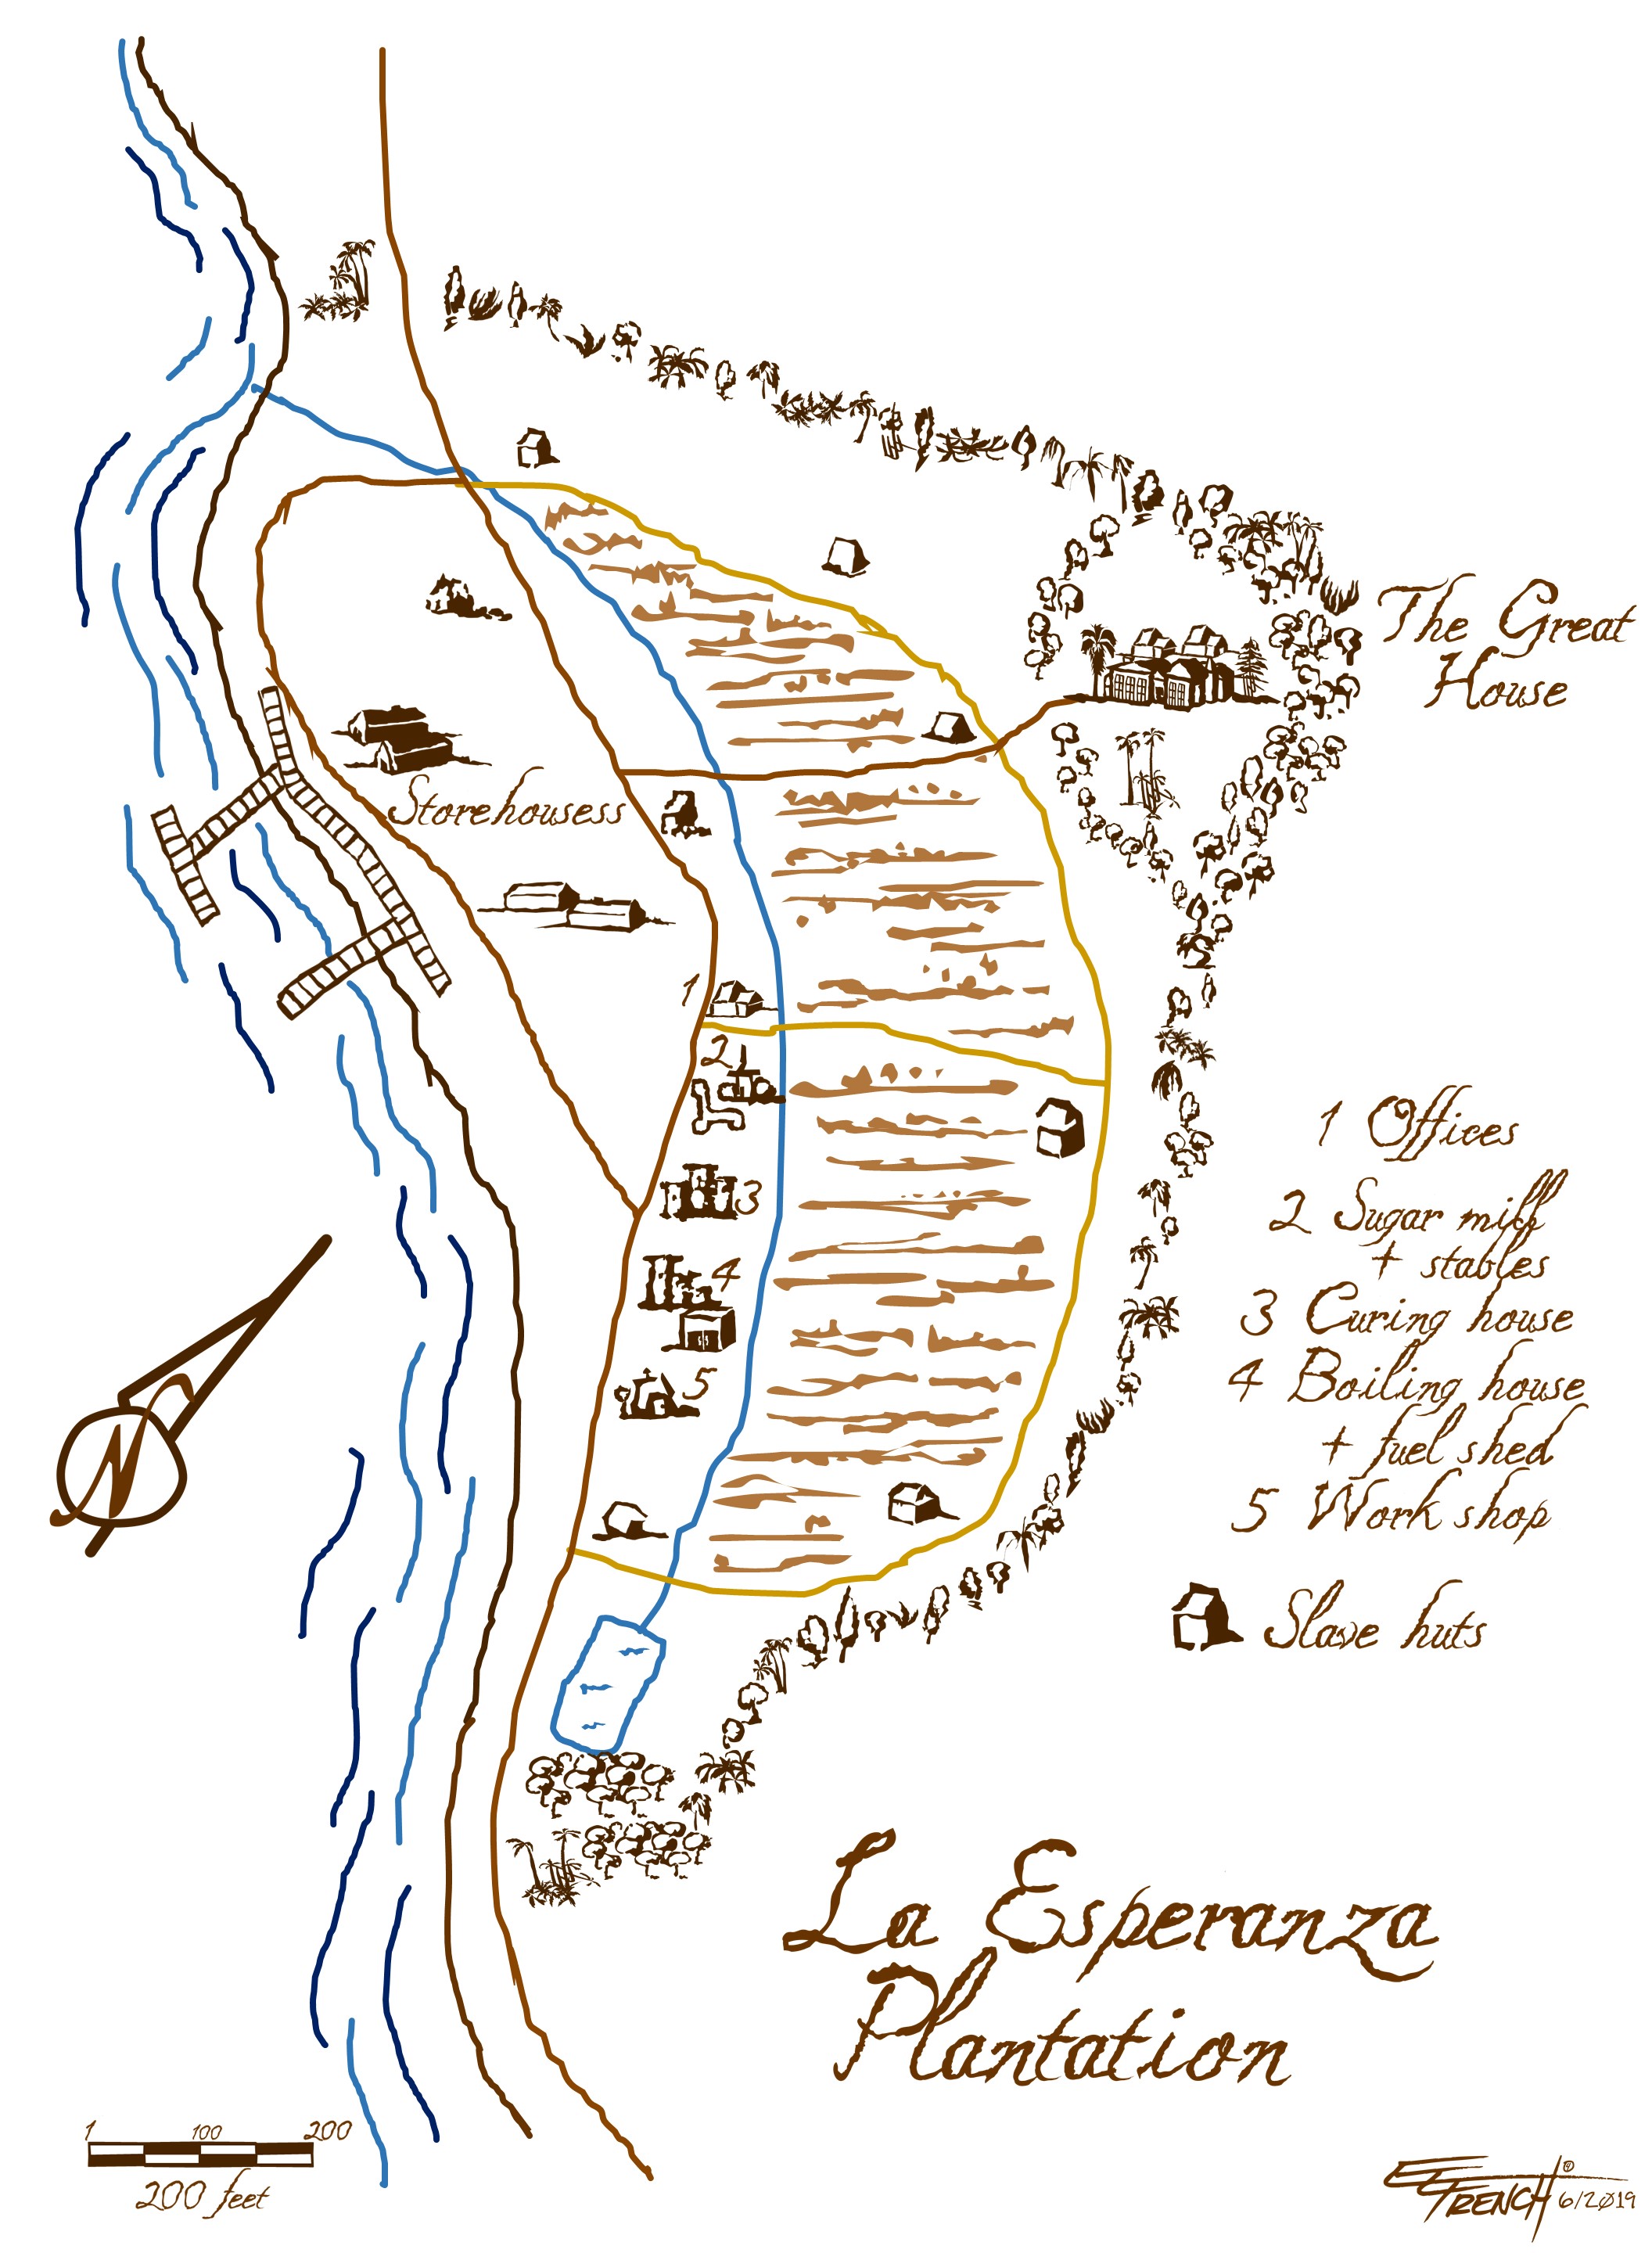 The Great
House
Storehousess
1
2
3
4
5
1 Offices
2 Sugar mill
+ stables
3 Curing house
4 Boiling house
+ fuel shed
5 Work shop
Slave huts
N
La Esperanza
Plantation
1 100 200
200 feet
EGFRENCH® 6/2019